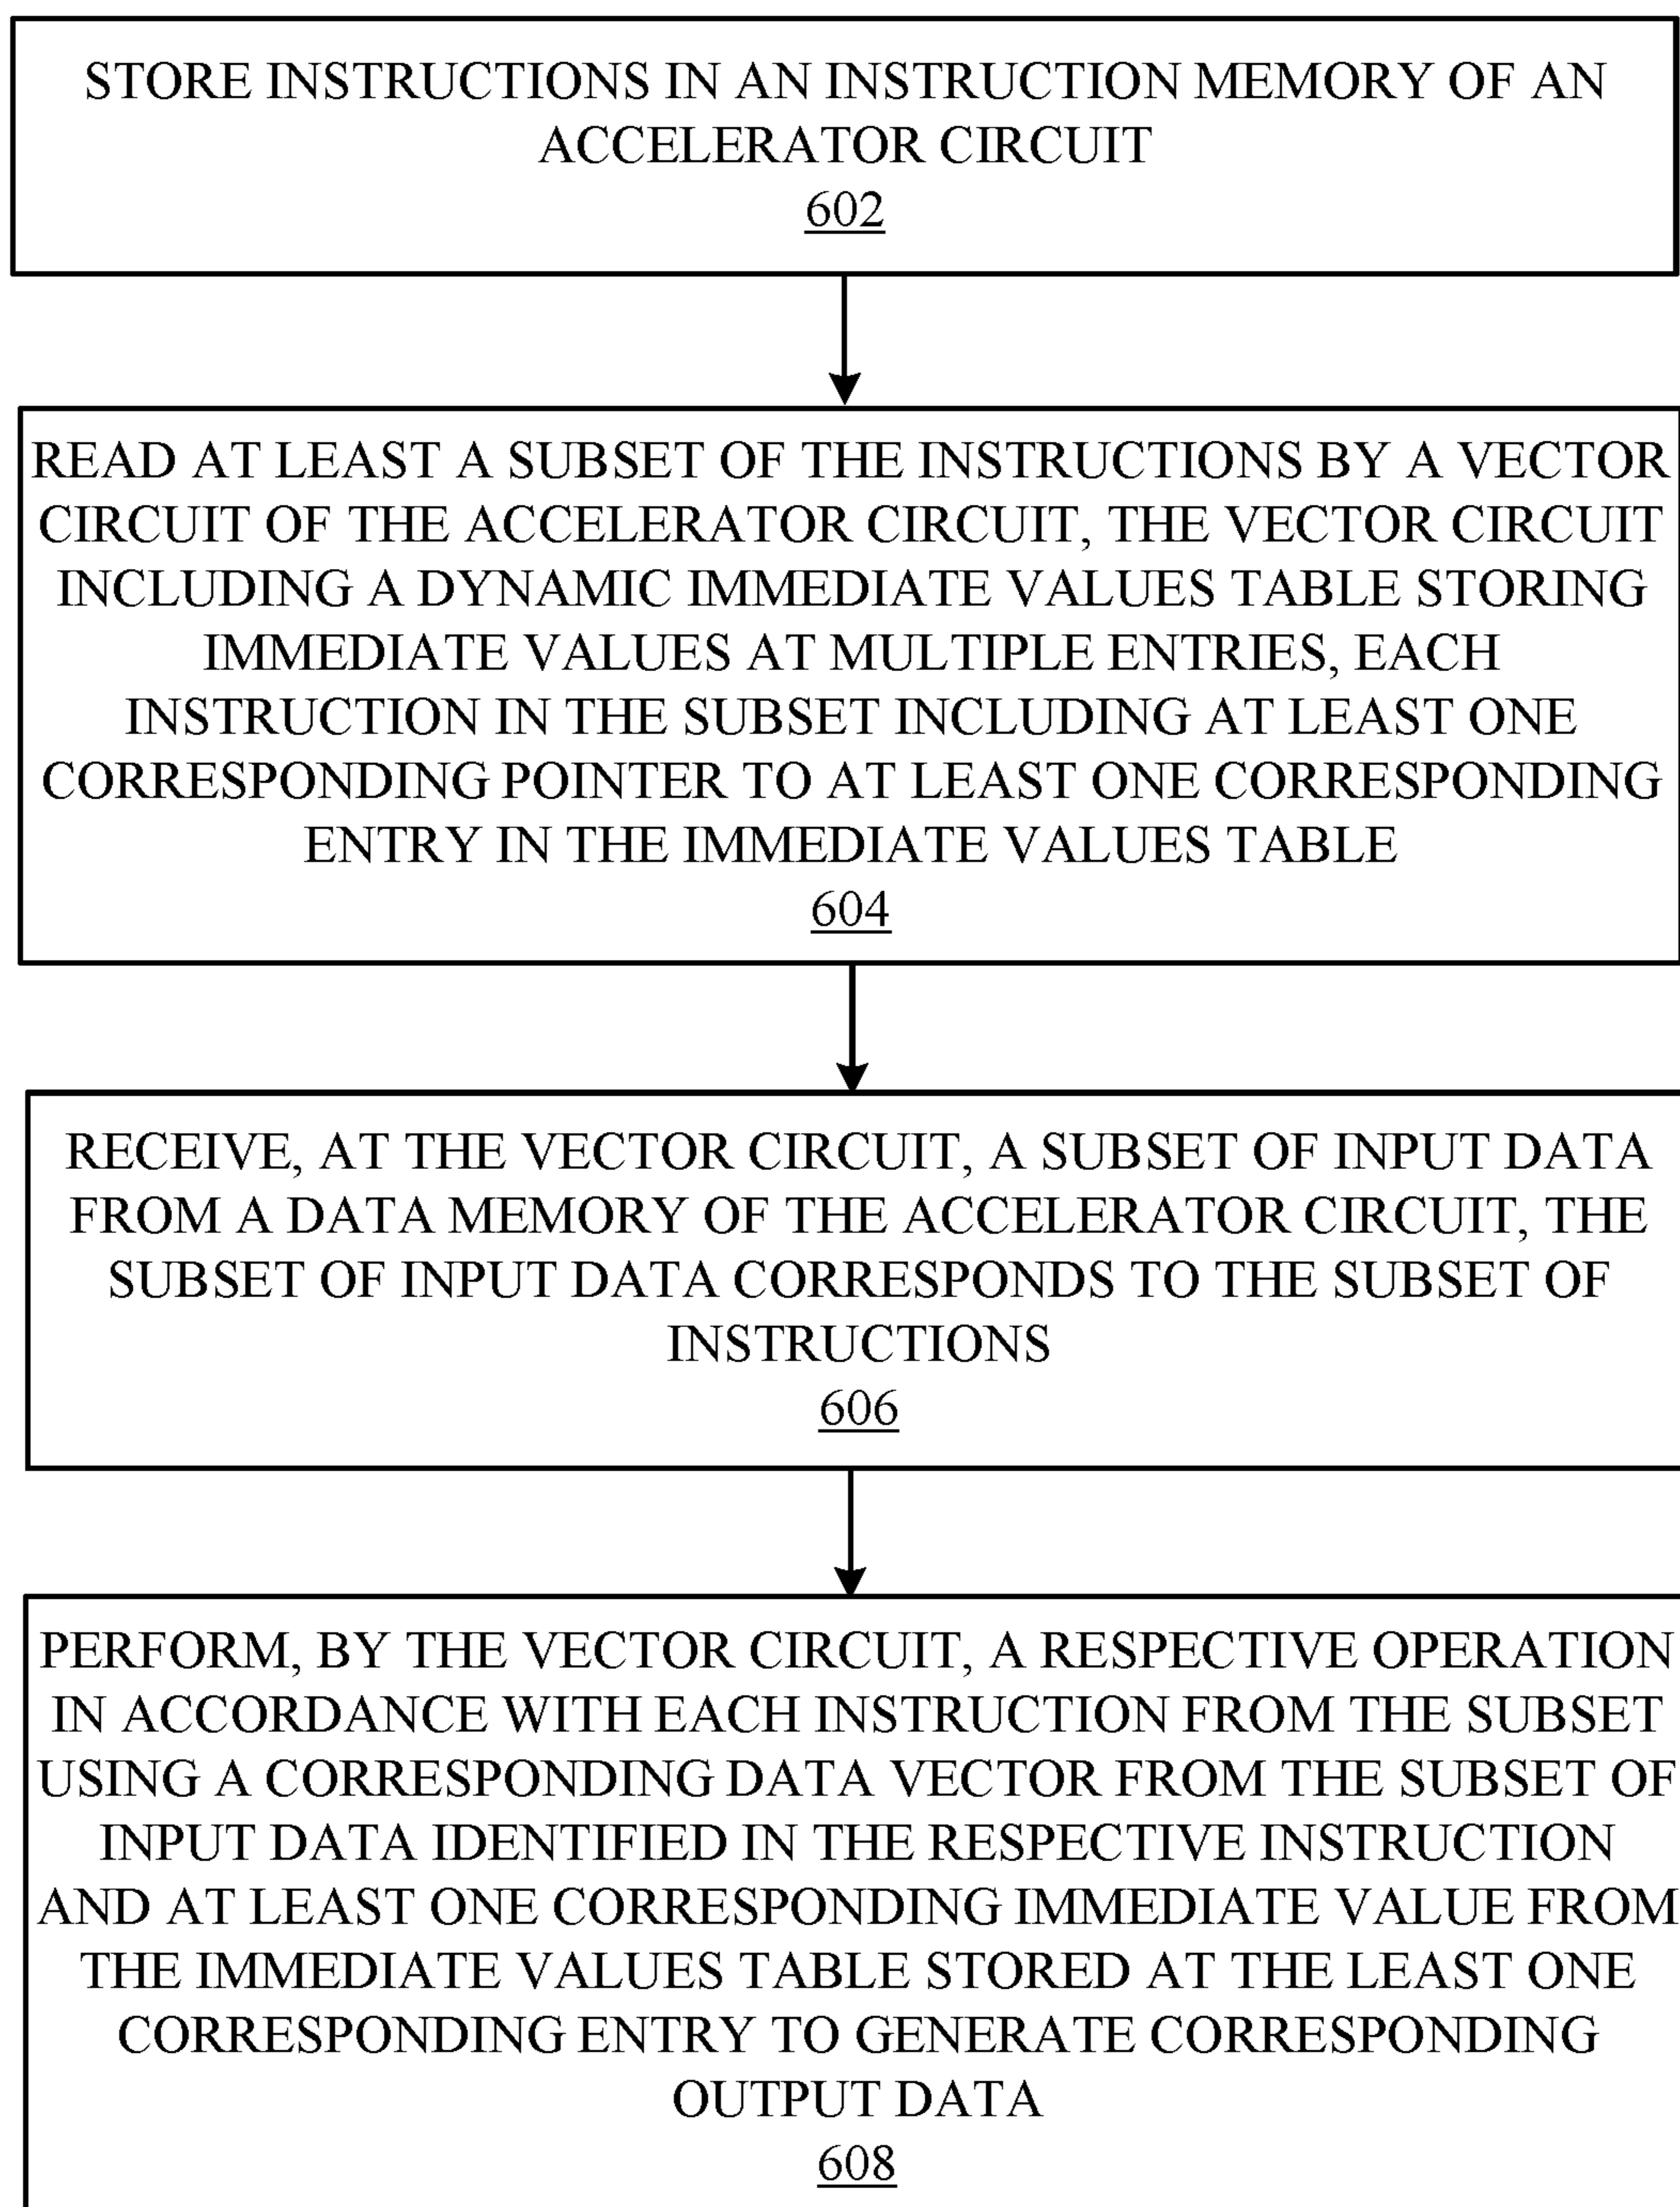 STORE INSTRUCTIONS IN AN INSTRUCTION MEMORY OF AN
ACCELERATOR CIRCUIT
602
READ AT LEAST A SUBSET OF THE INSTRUCTIONS BY A VECTOR
CIRCUIT OF THE ACCELERATOR CIRCUIT, THE VECTOR CIRCUIT
INCLUDING A DYNAMIC IMMEDIATE VALUES TABLE STORING
IMMEDIATE VALUES AT MULTIPLE ENTRIES, EACH
INSTRUCTION IN THE SUBSET INCLUDING AT LEAST ONE
CORRESPONDING POINTER TO AT LEAST ONE CORRESPONDING
ENTRY IN THE IMMEDIATE VALUES TABLE
604
RECEIVE, AT THE VECTOR CIRCUIT, A SUBSET OF INPUT DATA
FROM A DATA MEMORY OF THE ACCELERATOR CIRCUIT, THE
SUBSET OF INPUT DATA CORRESPONDS TO THE SUBSET OF
INSTRUCTIONS
606
PERFORM, BY THE VECTOR CIRCUIT, A RESPECTIVE OPERATION
IN ACCORDANCE WITH EACH INSTRUCTION FROM THE SUBSET
USING A CORRESPONDING DATA VECTOR FROM THE SUBSET OF
INPUT DATA IDENTIFIED IN THE RESPECTIVE INSTRUCTION
AND AT LEAST ONE CORRESPONDING IMMEDIATE VALUE FROM
THE IMMEDIATE VALUES TABLE STORED AT THE LEAST ONE
CORRESPONDING ENTRY TO GENERATE CORRESPONDING
OUTPUT DATA
608